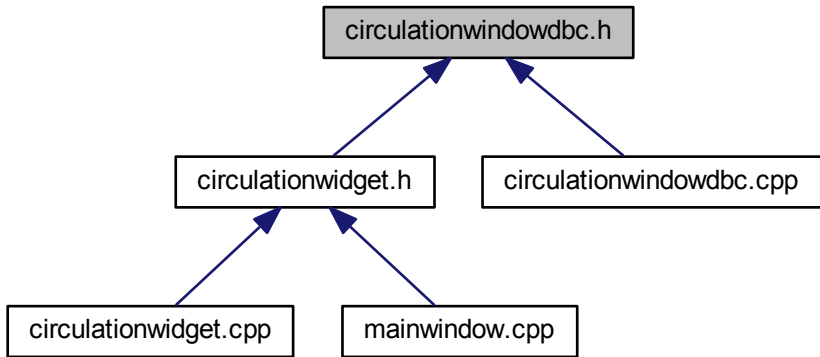 circulationwindowdbc.h
circulationwidget.h
circulationwindowdbc.cpp
circulationwidget.cpp
mainwindow.cpp